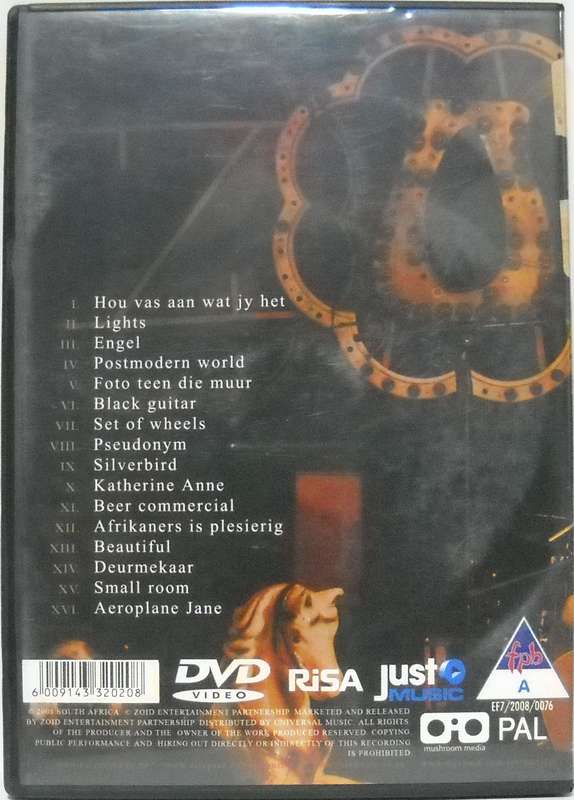 I. Hou vas aan wat jy het
II. Lights
III. Engel
IV. Postmodern world
V. Foto teen die muur
VI. Black guitar
VII. Set of wheels
VIII. Pseudonym
IX. Silverbird
X. Katherine Anne
XI. Beer commercial
XII. Afrikaners is plesierig
XIII. Beautiful
XIV. Deurmekaar
XV. Small room
XVI. Aeroplane Jane
6 009143 320208
DVD
VIDEO
RiSA
just
MUSIC
fpb
A
EF7/2008/0076
mushroom media
PAL
SOUTH AFRICA © ZOID ENTERTAINMENT PARTNERSHIP MARKETED AND RELEASED
BY ZOID ENTERTAINMENT PARTNERSHIP DISTRIBUTED BY UNIVERSAL MUSIC. ALL RIGHTS
OF THE PRODUCER AND THE OWNER OF THE WORK PRODUCED RESERVED. COPYING
PUBLIC PERFORMANCE AND HIRING OUT DIRECTLY OR INDIRECTLY OF THIS RECORDING
IS PROHIBITED